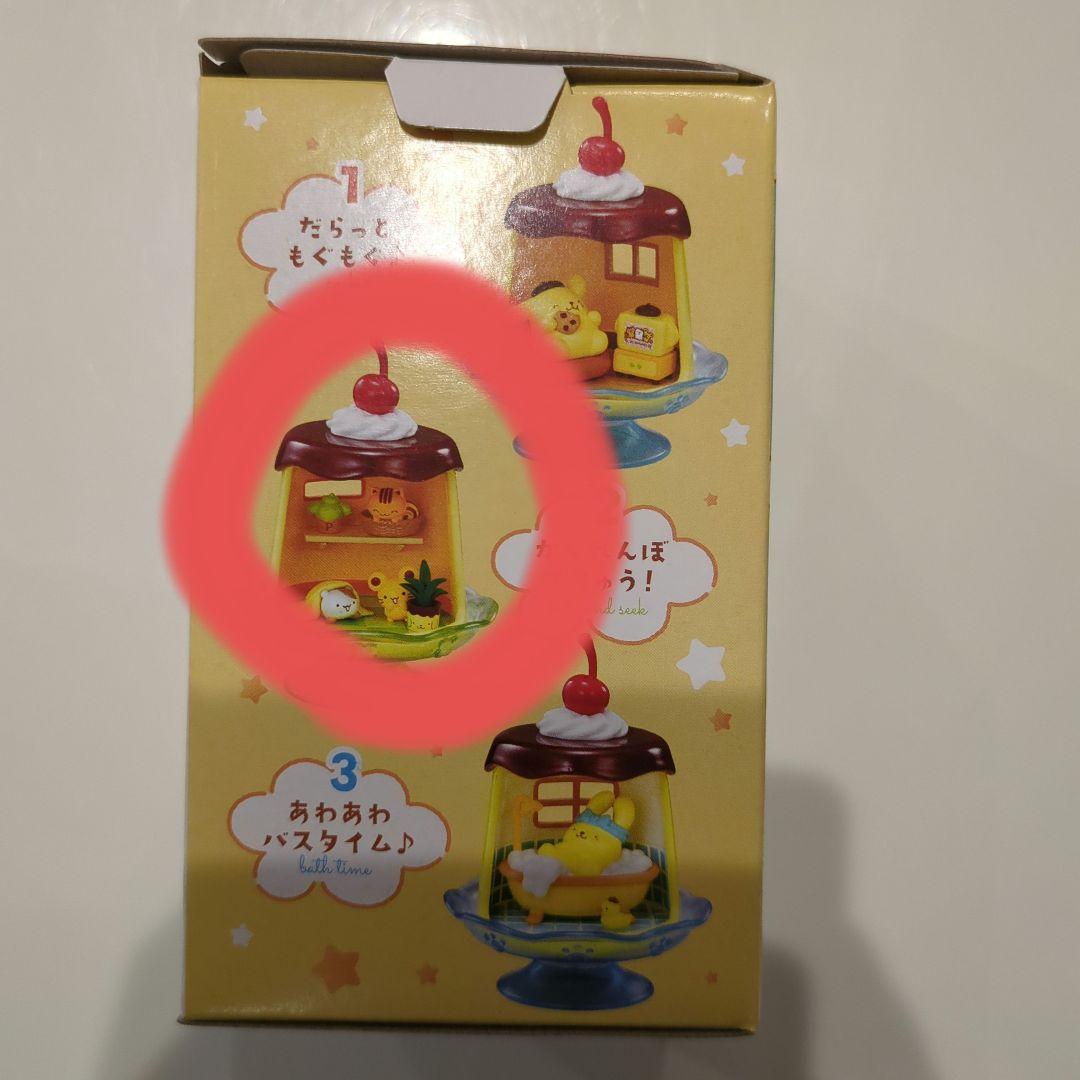 1
だらっと
もぐもぐ
んぼ
う!
seek
3
あわあわ
バスタイム♪
bath time